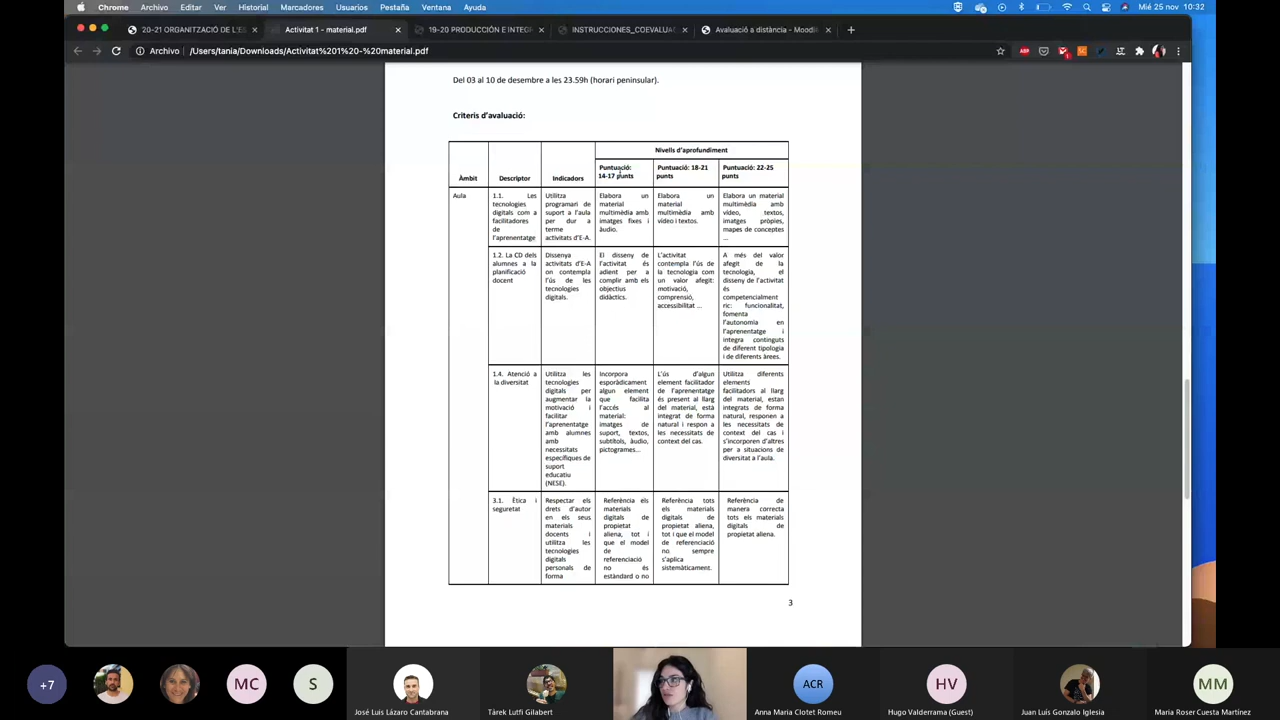 Chrome Archivo Editar Ver Historial Marcadores Usuarios Pestaña Ventana Ayuda Mié 25 nov 10:32
20-21 ORGANITZACIÓ DE L'ES Activitat 1 - material.pdf 19-20 PRODUCCIÓN E INTEG INSTRUCCIONES_COEVALUA Avaluació a distància - Moodl
Archivo /Users/tania/Downloads/Activitat%201%20-%20material.pdf
Del 03 al 10 de desembre a les 23.59h (horari peninsular).
Criteris d'avaluació:
Nivells d'aprofundiment
Àmbit
Descriptor
Indicadors
Puntuació:
14-17 punts
Puntuació: 18-21
punts
Puntuació: 22-25
punts
Aula
1.1. Les
tecnologies
digitals com a
facilitadores
de
l'aprenentatge
Utilitza
programari de
suport a l'aula
per dur a
terme
activitats d'E-A.
Elabora un
material
multimèdia amb
imatges fixes i
àudio.
Elabora un
material
multimèdia amb
vídeo i textos.
Elabora un material
multimèdia amb
vídeo, textos,
imatges pròpies,
mapes de conceptes
...
1.2. La CD dels
alumnes a la
planificació
docent
Dissenya
activitats d'E-A
on contempla
l'ús de les
tecnologies
digitals.
El disseny de
l'activitat és
adient per a
complir amb els
objectius
didàctics.
L'activitat
contempla l'ús de
la tecnologia com
un valor afegit:
motivació,
comprensió,
accessibilitat ...
A més del valor
afegit de la
tecnologia, el
disseny de l'activitat
és
competencialment
ric: funcionalitat,
fomenta
l'autonomia en
l'aprenentatge i
integra continguts
de diferent tipologia
i de diferents àrees.
1.4. Atenció a
la diversitat
Utilitza les
tecnologies
digitals per
augmentar la
motivació i
facilitar
l'aprenentatge
amb alumnes
amb
necessitats
específiques de
suport
educatiu
(NESE).
Incorpora
esporàdicament
algun element
que facilita
l'accés al
material:
imatges de
suport, textos,
subtítols, àudio,
pictogrames...
L'ús d'algun
element facilitador
de l'aprenentatge
és present al llarg
del material, està
integrat de forma
natural i respon a
les necessitats de
context del cas.
Utilitza diferents
elements
facilitadors al llarg
del material, estan
integrats de forma
natural, responen a
les necessitats de
context del cas i
s'incorporen d'altres
per a situacions de
diversitat a l'aula.
3.1. Ètica i
seguretat
Respectar els
drets d'autor
en els seus
materials
docents i
utilitza les
tecnologies
digitals
personals de
forma
Referència els
materials
digitals de
propietat
aliena, tot i
que el model
de
referenciació
no és
estàndard o no
Referència tots
els materials
digitals de
propietat aliena,
tot i que el model
de referenciació
no sempre
s'aplica
sistemàticament.
Referència de
manera correcta
tots els materials
digitals de
propietat aliena.
3
+7
MC
S
ACR
HV
MM
José Luis Lázaro Cantabrana
Tàrek Lutfi Gilabert
Anna Maria Clotet Romeu
Hugo Valderrama (Guest)
Juan Luis Gonzalo Iglesia
Maria Roser Cuesta Martínez